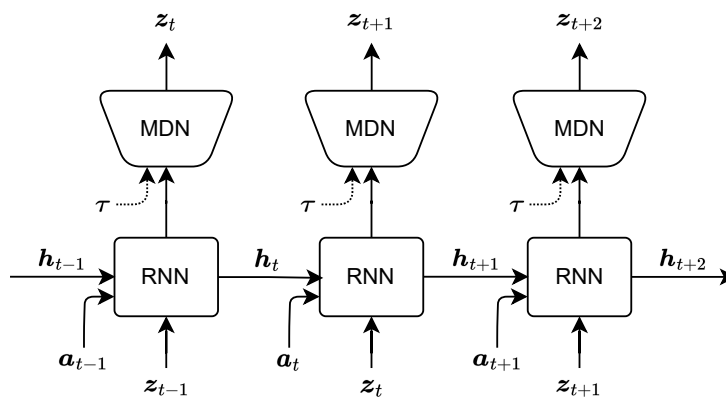 z_t z_{t+1} z_{t+2}
MDN MDN MDN
τ τ τ
h_{t−1} RNN h_t RNN h_{t+1} RNN h_{t+2}
a_{t−1} a_t a_{t+1}
z_{t−1} z_t z_{t+1}